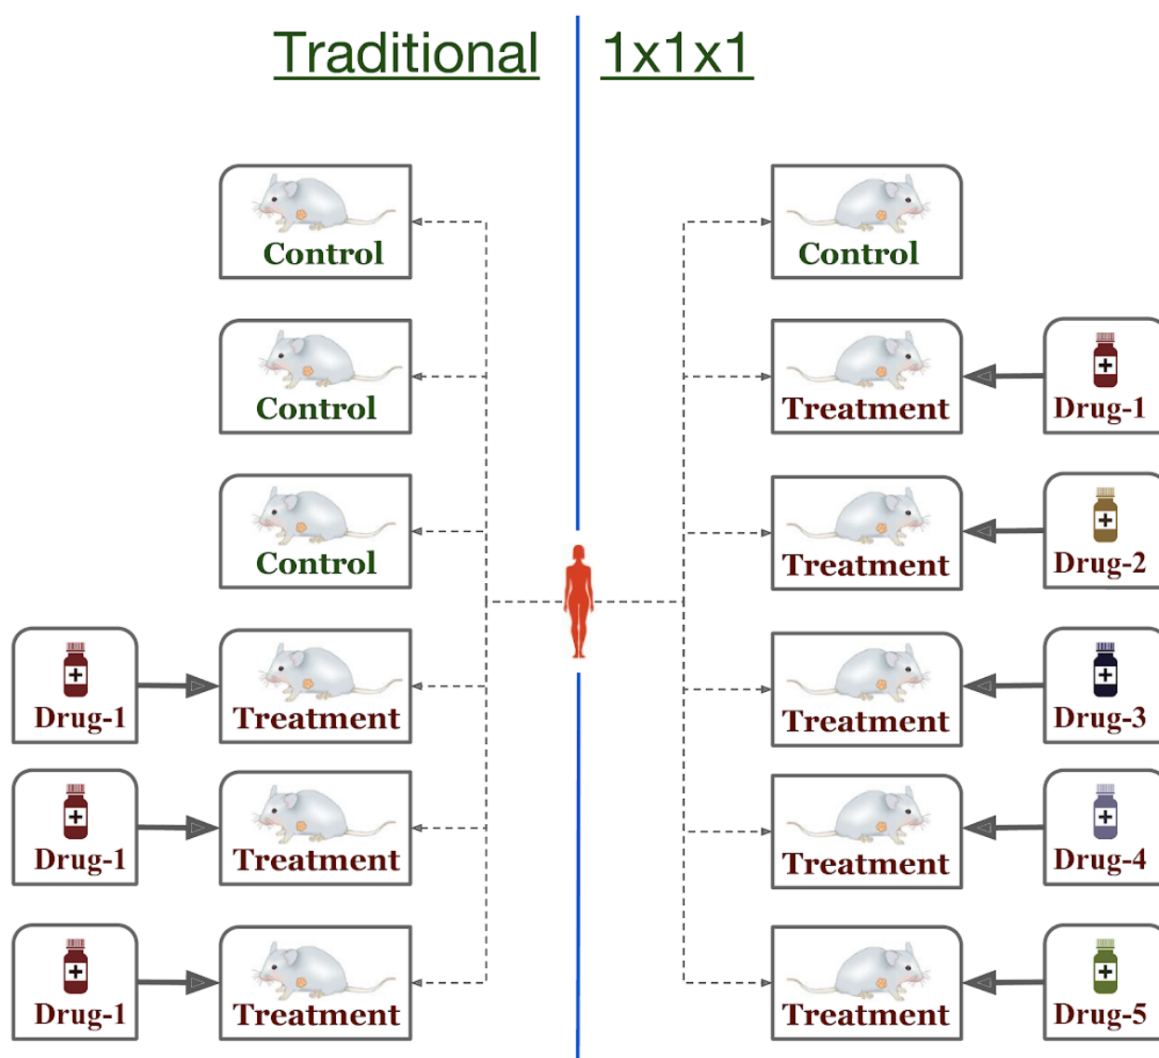 Traditional
1x1x1
Control
Control
Control
Drug-1
Treatment
Drug-1
Treatment
Drug-1
Treatment
Control
Treatment
Drug-1
Treatment
Drug-2
Treatment
Drug-3
Treatment
Drug-4
Treatment
Drug-5